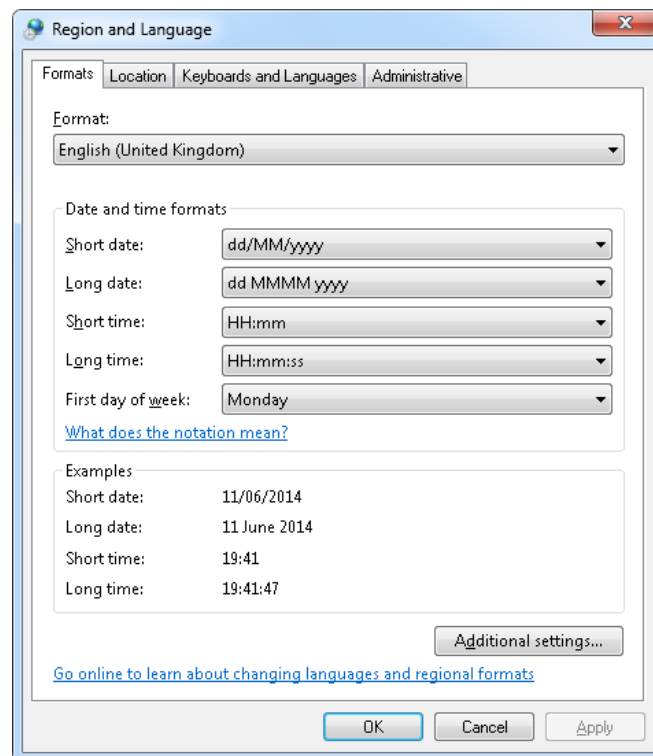 Region and Language
Formats Location Keyboards and Languages Administrative
Format:
English (United Kingdom)
Date and time formats
Short date: dd/MM/yyyy
Long date: dd MMMM yyyy
Short time: HH:mm
Long time: HH:mm:ss
First day of week: Monday
What does the notation mean?
Examples
Short date: 11/06/2014
Long date: 11 June 2014
Short time: 19:41
Long time: 19:41:47
Additional settings...
Go online to learn about changing languages and regional formats
OK Cancel Apply